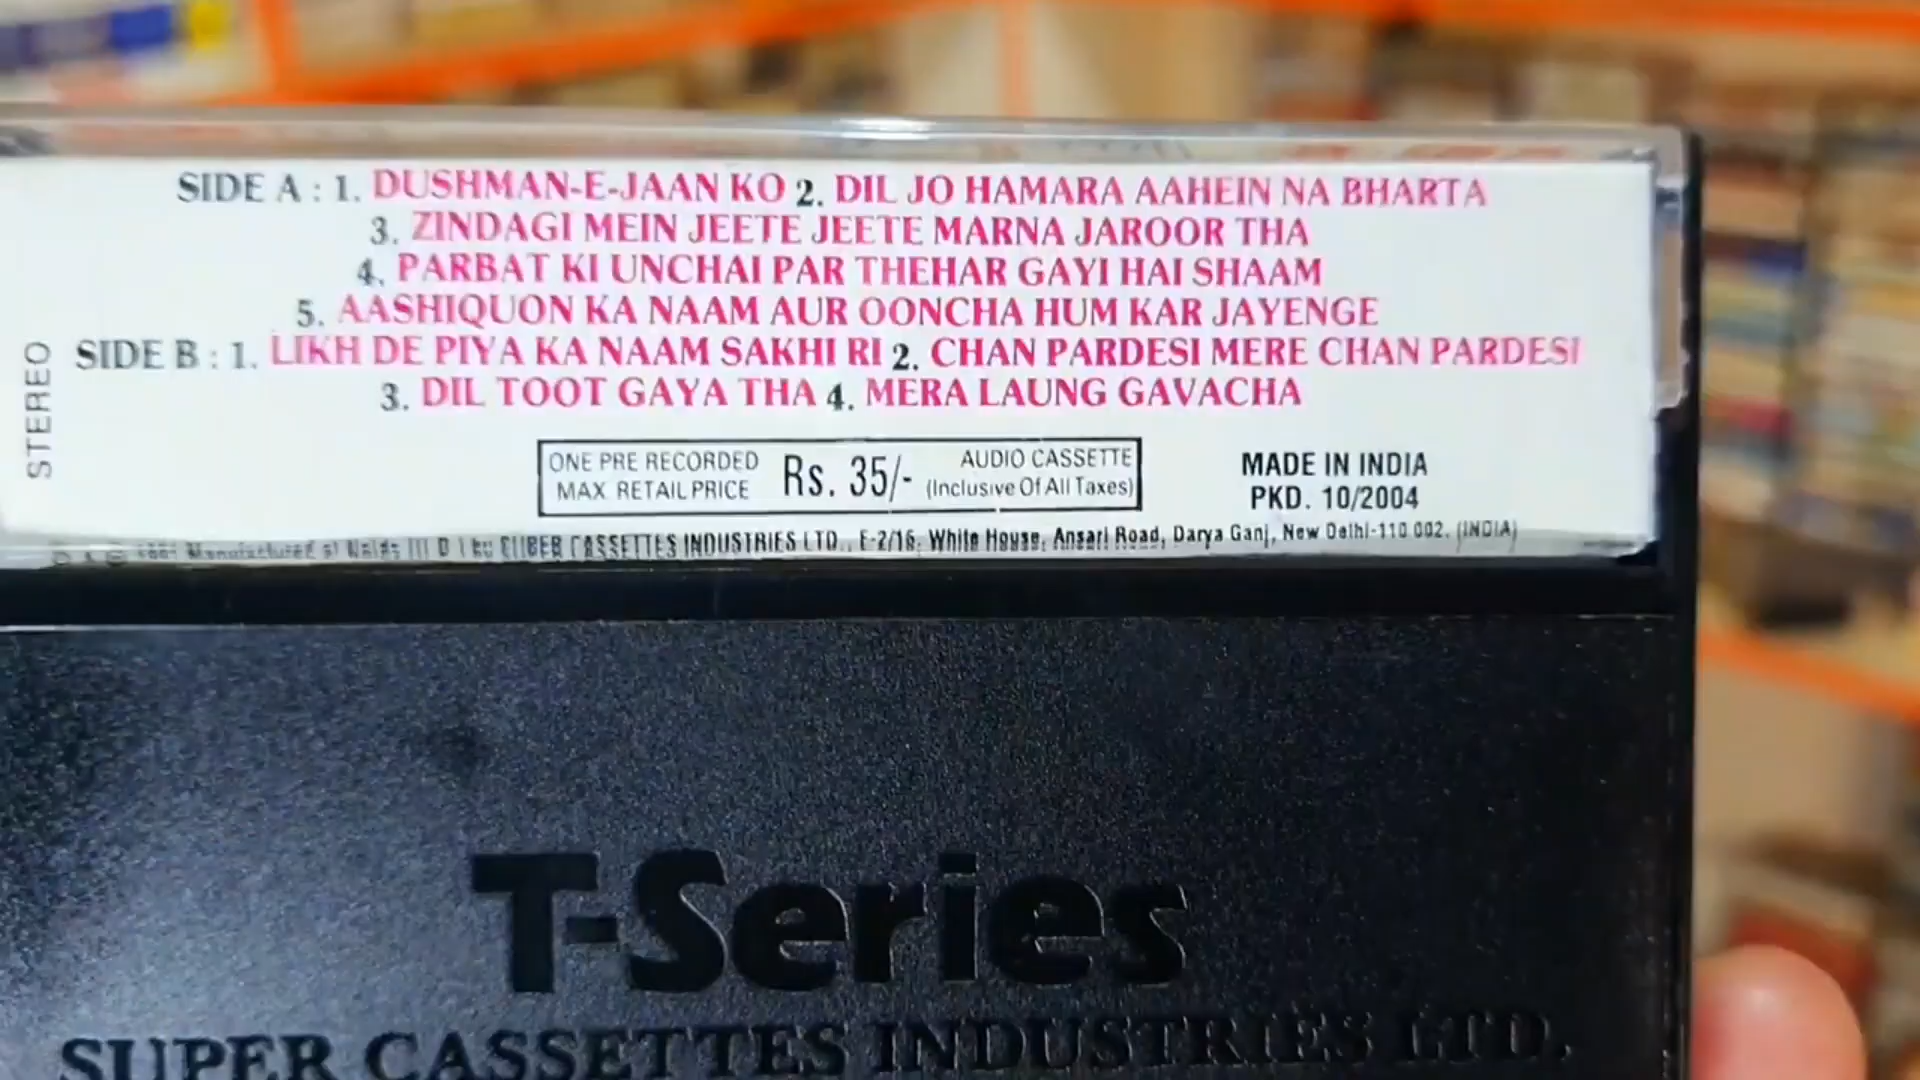 SIDE A : 1. DUSHMAN-E-JAAN KO 2. DIL JO HAMARA AAHEIN NA BHARTA
3. ZINDAGI MEIN JEETE JEETE MARNA JAROOR THA
4. PARBAT KI UNCHAI PAR THEHAR GAYI HAI SHAAM
5. AASHIQUON KA NAAM AUR OONCHA HUM KAR JAYENGE
SIDE B : 1. LIKH DE PIYA KA NAAM SAKHI RI 2. CHAN PARDESI MERE CHAN PARDESI
3. DIL TOOT GAYA THA 4. MERA LAUNG GAVACHA
STEREO
ONE PRE RECORDED
MAX RETAIL PRICE
Rs. 35/-
AUDIO CASSETTE
(Inclusive Of All Taxes)
MADE IN INDIA
PKD. 10/2004
Manufactured at Noida by SUPER CASSETTES INDUSTRIES LTD., E-2/16, White House, Ansari Road, Darya Ganj, New Delhi-110 002. (INDIA)
T-Series
SUPER CASSETTES INDUSTRIES LTD.